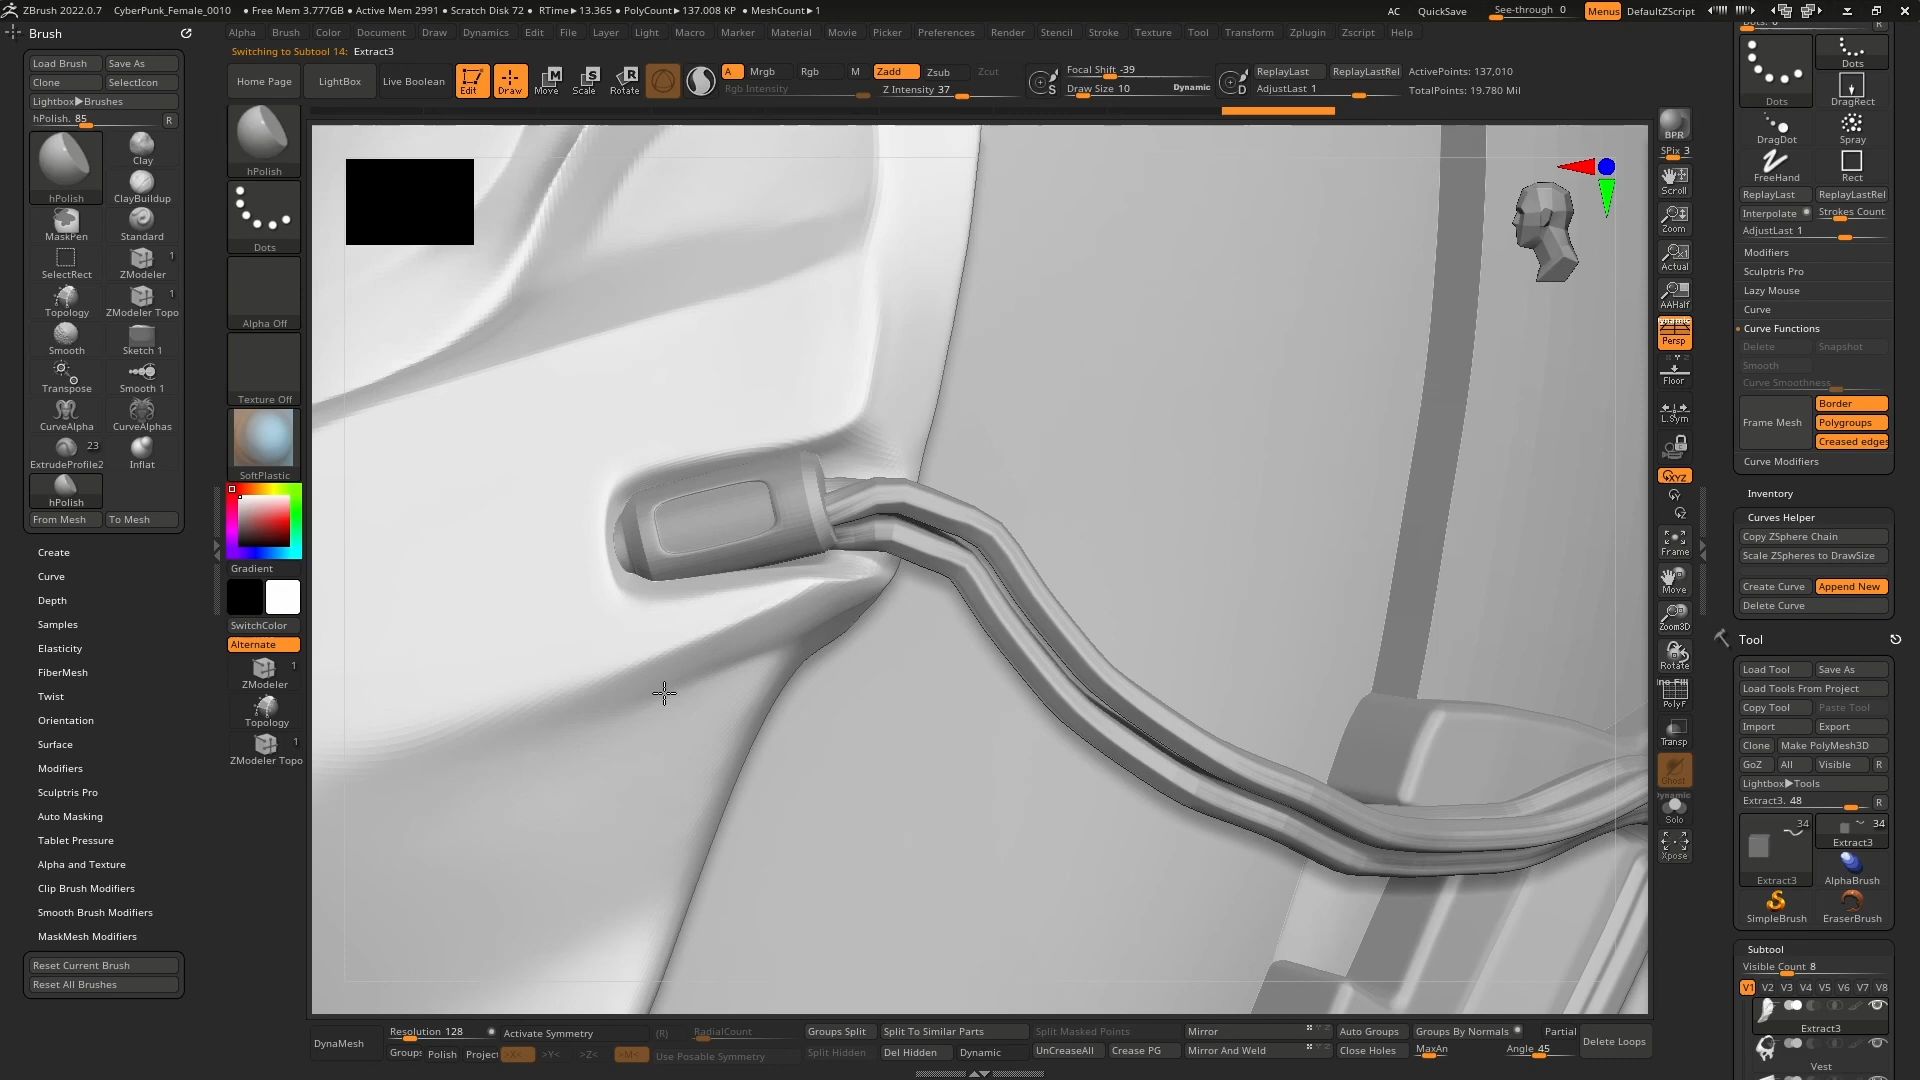 ZBrush 2022.0.7 CyberPunk_Female_0010 • Free Mem 3.777GB • Active Mem 2991 • Scratch Disk 72 • RTime▶13.365 • PolyCount▶137.008 KP • MeshCount▶1 AC QuickSave See-through 0 Menus DefaultZScript
Brush
Alpha Brush Color Document Draw Dynamics Edit File Layer Light Macro Marker Material Movie Picker Preferences Render Stencil Stroke Texture Tool Transform Zplugin Zscript Help
Switching to Subtool 14: Extract3
Load Brush Save As
Clone SelectIcon
Lightbox▶Brushes
hPolish. 85 R
hPolish Clay
ClayBuildup
MaskPen Standard
SelectRect ZModeler 1
Topology ZModeler Topo 1
Smooth Sketch 1
Transpose Smooth 1
CurveAlpha CurveAlphas
ExtrudeProfile2 23 Inflat
hPolish
From Mesh To Mesh
Create
Curve
Depth
Samples
Elasticity
FiberMesh
Twist
Orientation
Surface
Modifiers
Sculptris Pro
Auto Masking
Tablet Pressure
Alpha and Texture
Clip Brush Modifiers
Smooth Brush Modifiers
MaskMesh Modifiers
Reset Current Brush
Reset All Brushes
Home Page LightBox Live Boolean Edit Draw Move Scale Rotate
A Mrgb Rgb M Zadd Zsub Zcut
Rgb Intensity Z Intensity 37
Focal Shift -39
Draw Size 10 Dynamic
S D
ReplayLast ReplayLastRel
AdjustLast 1
ActivePoints: 137,010
TotalPoints: 19.780 Mil
hPolish
Dots
Alpha Off
Texture Off
SoftPlastic
Gradient
SwitchColor
Alternate
ZModeler 1
Topology
ZModeler Topo 1
BPR
SPix 3
Scroll
Zoom
Actual
AAHalf
Dynamic
Persp
Floor
L.Sym
XYZ
Y
Z
Frame
Move
Zoom3D
Rotate
PolyF
Transp
Ghost
Dynamic
Solo
Xpose
Dots Dots
DragRect
DragDot Spray
FreeHand Rect
ReplayLast ReplayLastRel
Interpolate Strokes Count
AdjustLast 1
Modifiers
Sculptris Pro
Lazy Mouse
Curve
Curve Functions
Delete Snapshot
Smooth
Curve Smoothness
Frame Mesh Border
Polygroups
Creased edges
Curve Modifiers
Inventory
Curves Helper
Copy ZSphere Chain
Scale ZSpheres to DrawSize
Create Curve Append New
Delete Curve
Tool
Load Tool Save As
Load Tools From Project
Copy Tool Paste Tool
Import Export
Clone Make PolyMesh3D
GoZ All Visible R
Lightbox▶Tools
Extract3. 48 R
34 34
Extract3 Extract3
AlphaBrush
SimpleBrush EraserBrush
Subtool
Visible Count 8
V1 V2 V3 V4 V5 V6 V7 V8
Extract3
Vest
DynaMesh Resolution 128 Activate Symmetry (R) RadialCount Groups Split Split To Similar Parts Split Masked Points Mirror Auto Groups Groups By Normals Partial Delete Loops
Groups Polish Project >X< >Y< >Z< >M< Use Posable Symmetry Split Hidden Del Hidden Dynamic UnCreaseAll Crease PG Mirror And Weld Close Holes MaxAn Angle 45